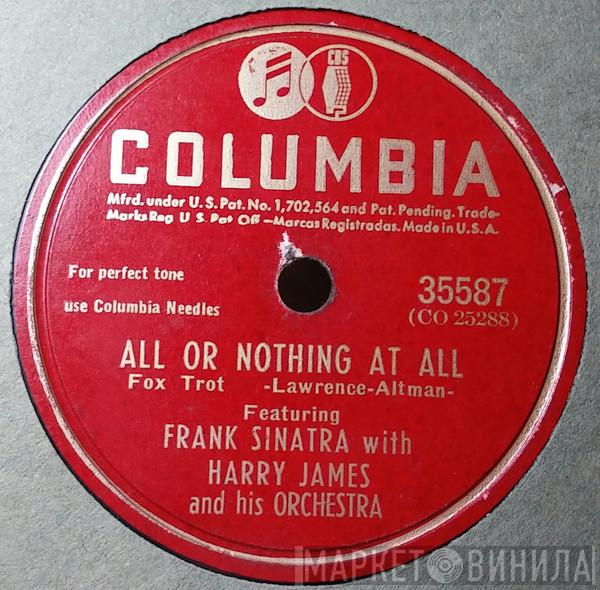 CBS
COLUMBIA
Mfrd. under U.S. Pat. No. 1,702,564 and Pat. Pending. Trade-
Marks Reg U S Pat Off—Marcas Registradas. Made in U.S.A.
For perfect tone
use Columbia Needles
35587
(CO 25288)
ALL OR NOTHING AT ALL
Fox Trot -Lawrence-Altman-
Featuring
FRANK SINATRA with
HARRY JAMES
and his ORCHESTRA
МАРКЕТ ВИНИЛА